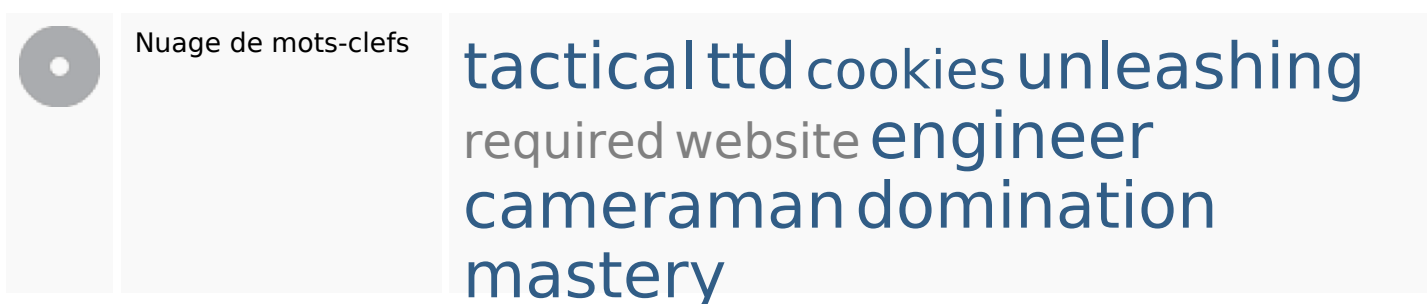 Nuage de mots-clefs
tactical ttd cookies unleashing
required website engineer
cameraman domination
mastery